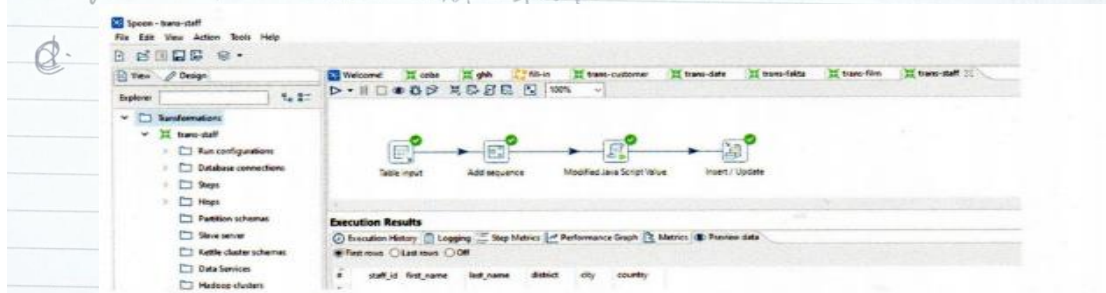 d.
Spoon - trans-staff
File Edit View Action Tools Help
View Design
Welcome! coba ghh fill-in trans-customer trans-date trans-fakta trans-film trans-staff
Explorer
100%
Transformations
trans-staff
Run configurations
Database connections
Steps
Hops
Partition schemas
Slave server
Kettle cluster schemas
Data Services
Hadoop clusters
Table input Add sequence Modified Java Script Value Insert / Update
Execution Results
Execution History Logging Step Metrics Performance Graph Metrics Preview data
First rows Last rows Off
# staff_id first_name last_name district city country